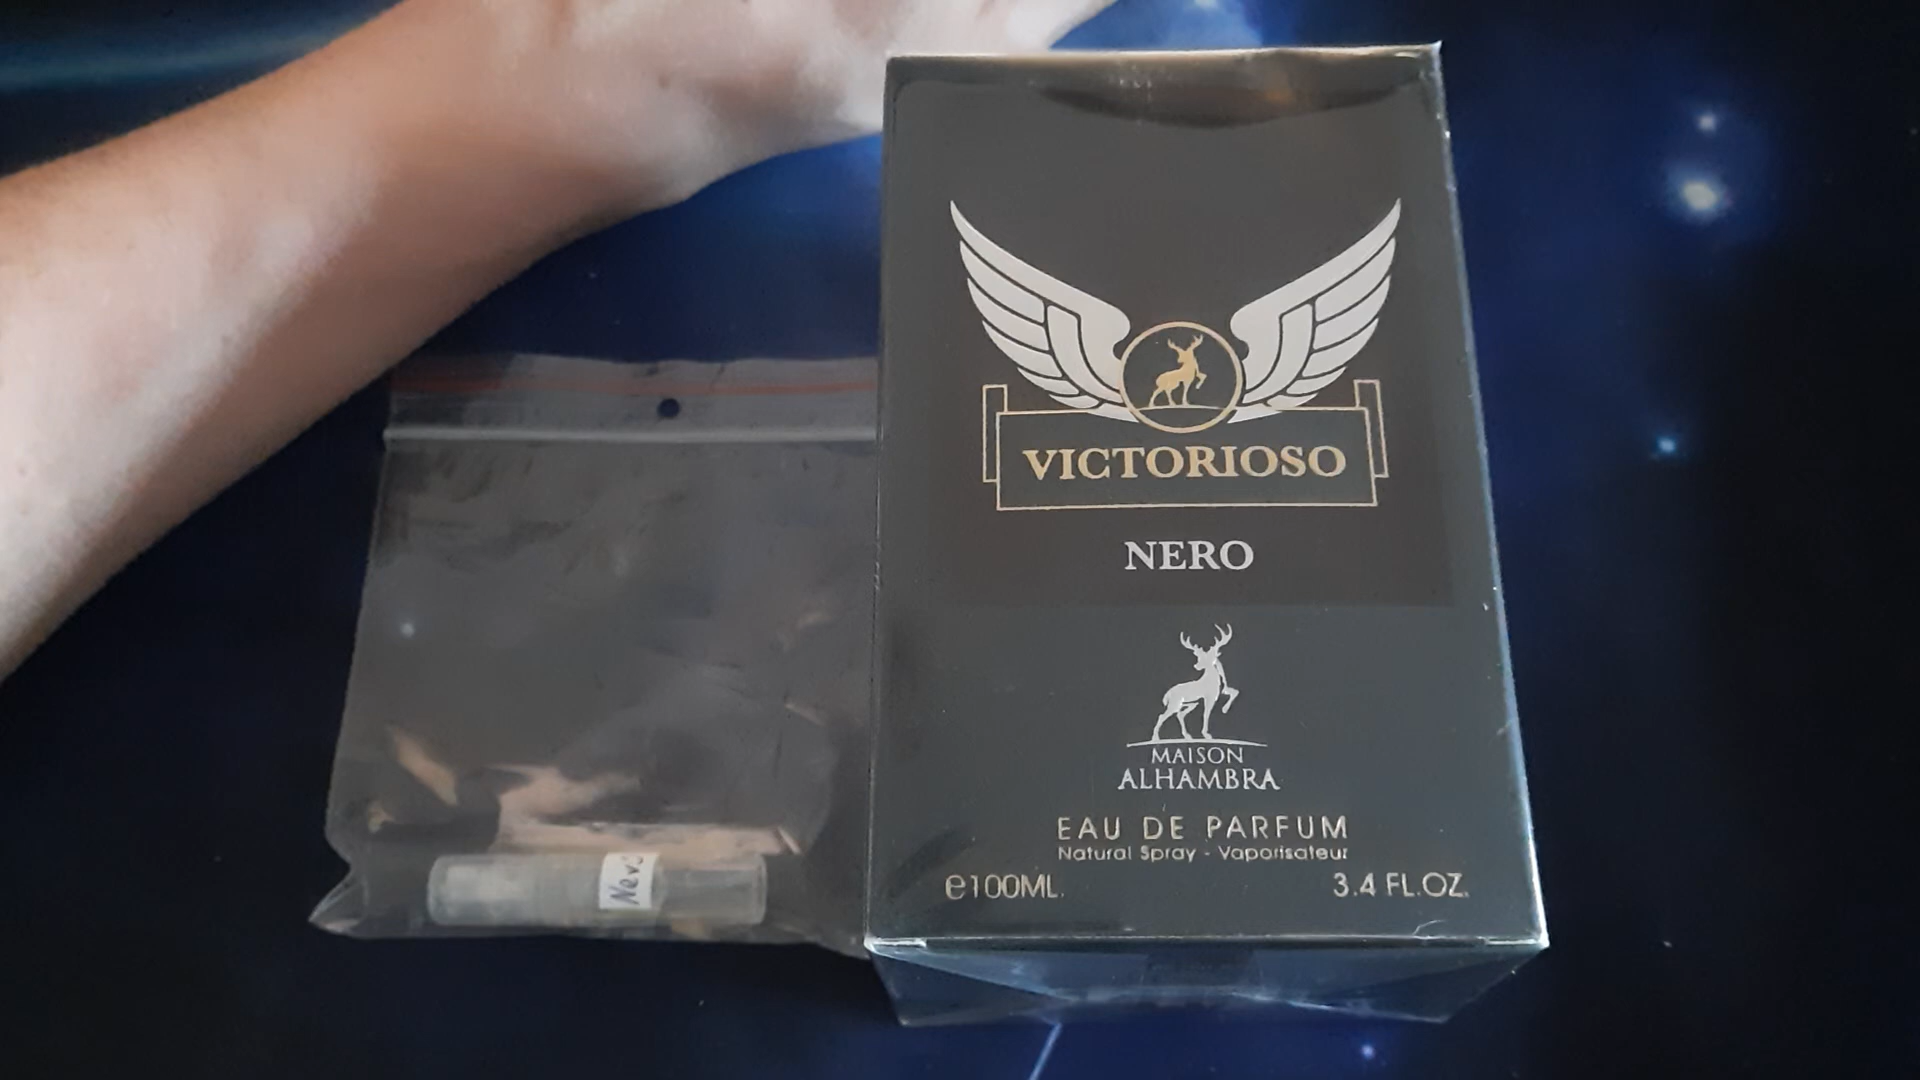 VICTORIOSO
NERO
MAISON
ALHAMBRA
EAU DE PARFUM
Natural Spray - Vaporisateur
℮100ML.
3.4 FL.OZ.